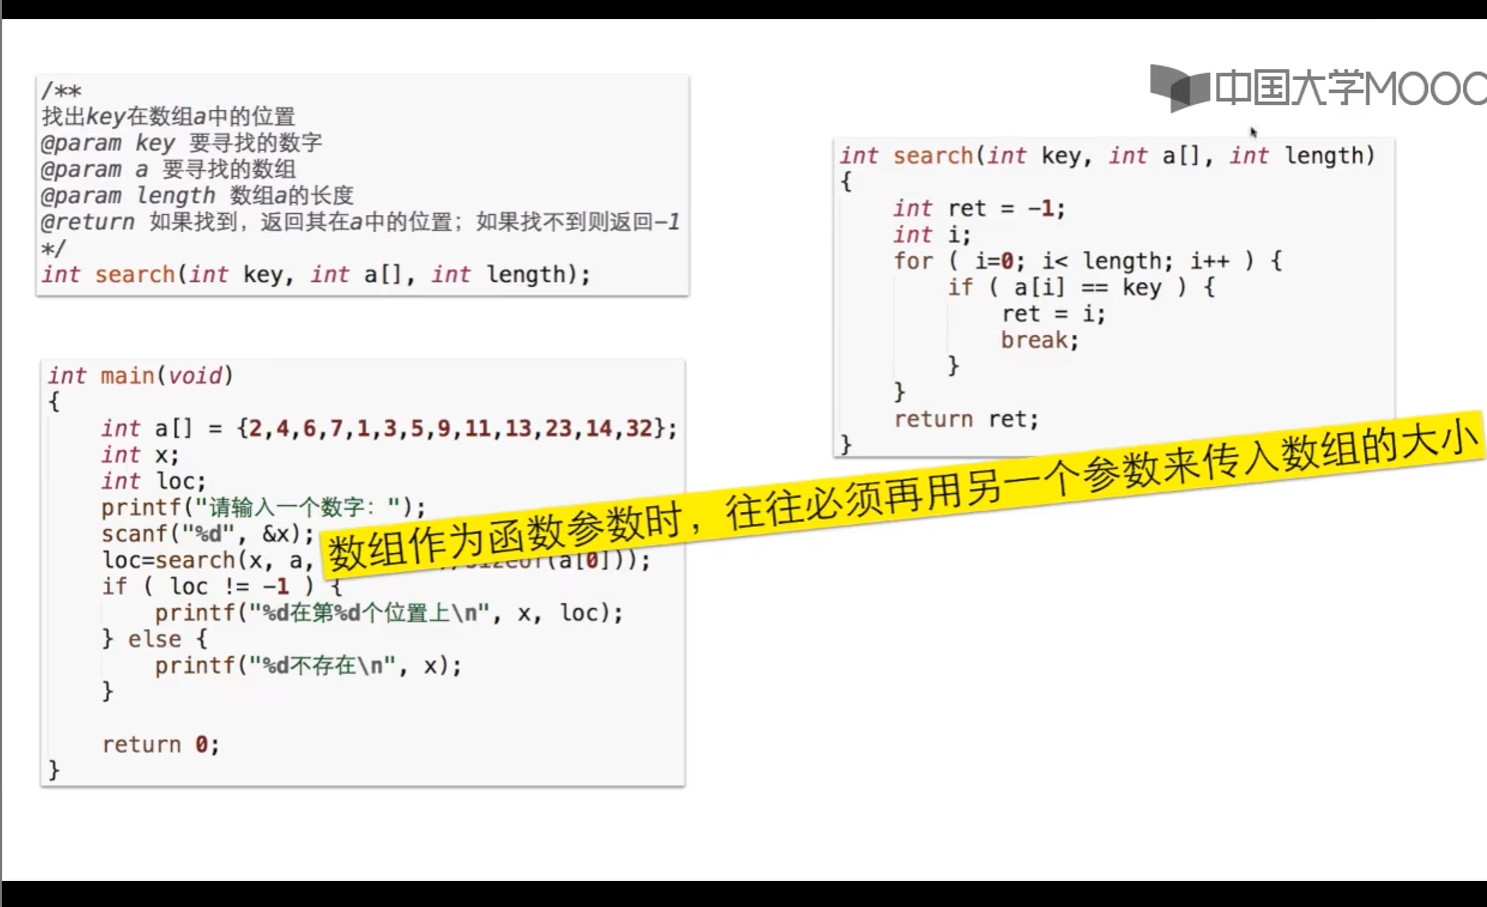 中国大学MOOC
/**
找出key在数组a中的位置
@param key 要寻找的数字
@param a 要寻找的数组
@param length 数组a的长度
@return 如果找到，返回其在a中的位置；如果找不到则返回-1
*/
int search(int key, int a[], int length);
int main(void)
{
    int a[] = {2,4,6,7,1,3,5,9,11,13,23,14,32};
    int x;
    int loc;
    printf("请输入一个数字：");
    scanf("%d", &x);
    loc=search(x, a, /sizeof(a[0]));
    if ( loc != -1 ) {
        printf("%d在第%d个位置上\n", x, loc);
    } else {
        printf("%d不存在\n", x);
    }
    return 0;
}
int search(int key, int a[], int length)
{
    int ret = -1;
    int i;
    for ( i=0; i< length; i++ ) {
        if ( a[i] == key ) {
            ret = i;
            break;
        }
    }
    return ret;
}
数组作为函数参数时，往往必须再用另一个参数来传入数组的大小